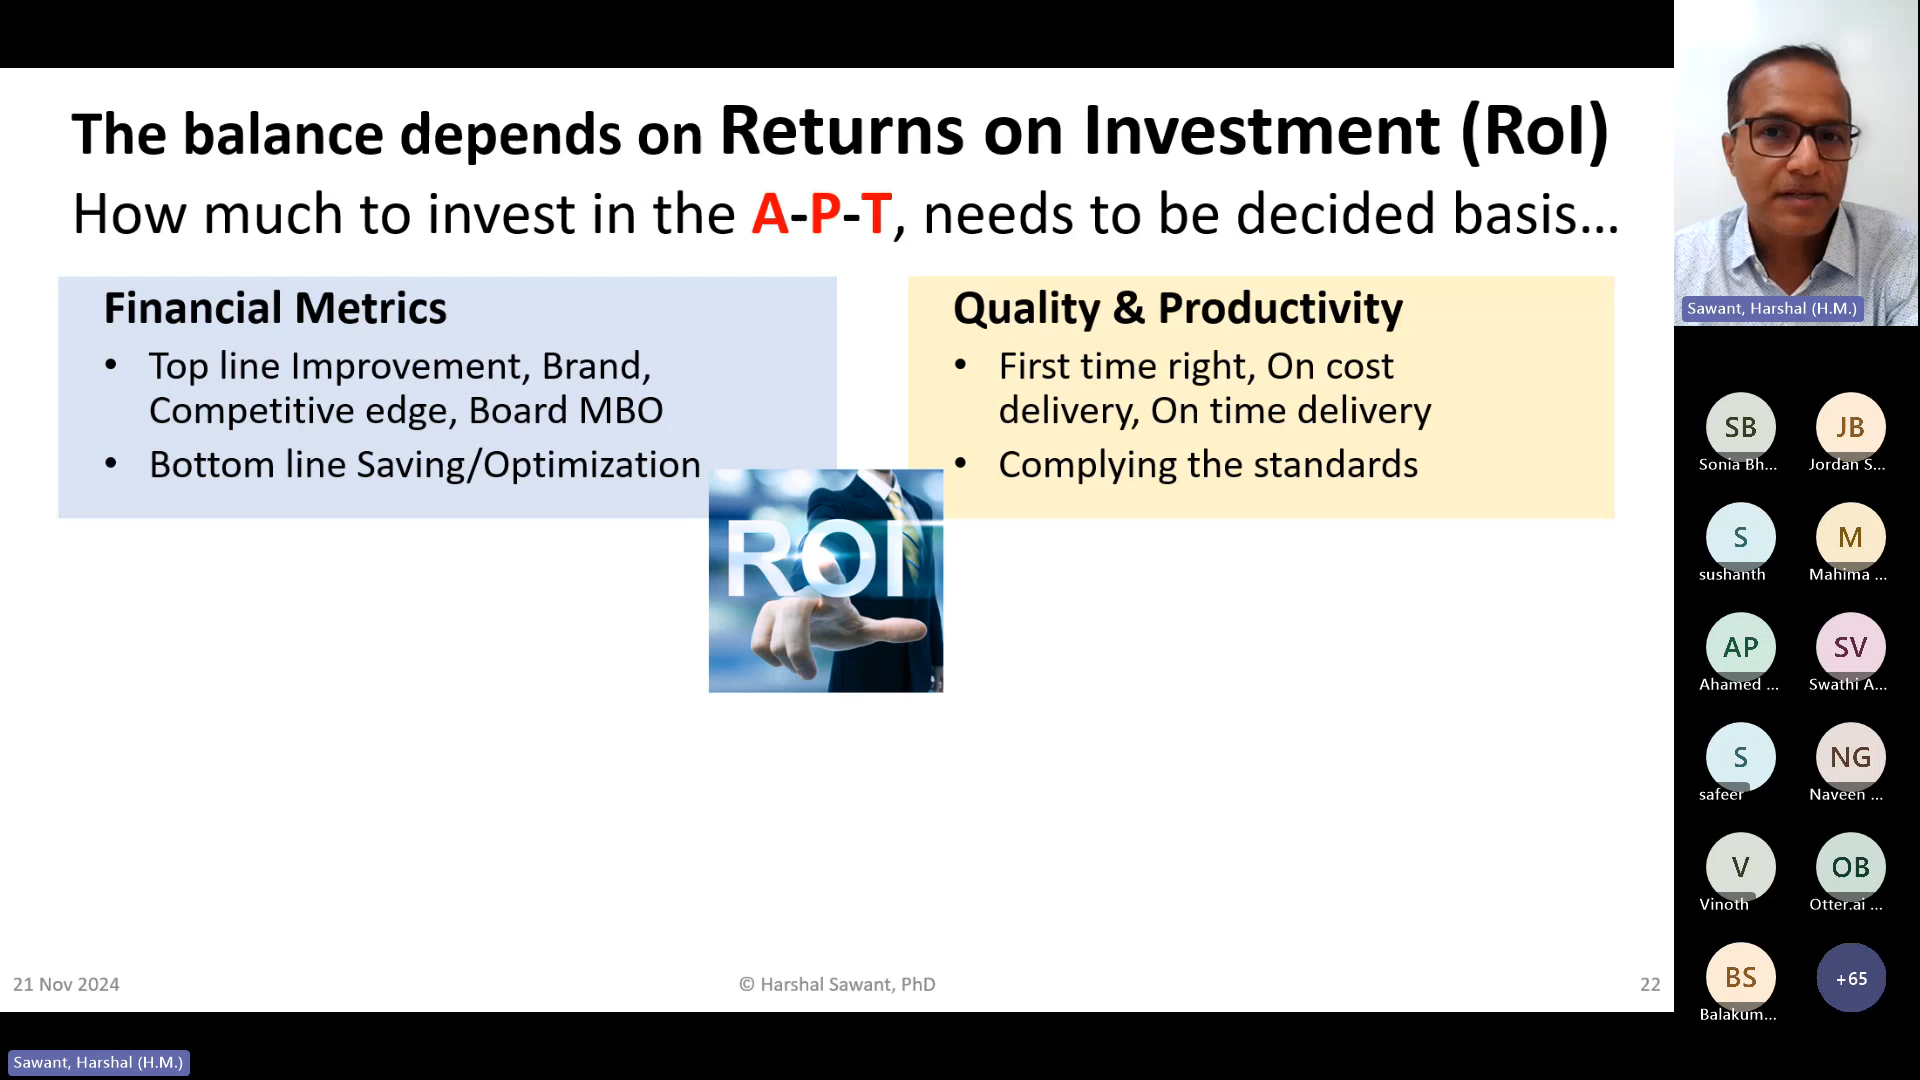 The balance depends on Returns on Investment (RoI)
How much to invest in the A-P-T, needs to be decided basis...
Financial Metrics
• Top line Improvement, Brand,
Competitive edge, Board MBO
• Bottom line Saving/Optimization
Quality & Productivity
• First time right, On cost
delivery, On time delivery
• Complying the standards
ROI
21 Nov 2024
© Harshal Sawant, PhD
22
Sawant, Harshal (H.M.)
Sawant, Harshal (H.M.)
SB
Sonia Bh...
JB
Jordan S...
S
sushanth
M
Mahima ...
AP
Ahamed ...
SV
Swathi A...
S
safeer
NG
Naveen ...
V
Vinoth
OB
Otter.ai ...
BS
Balakum...
+65